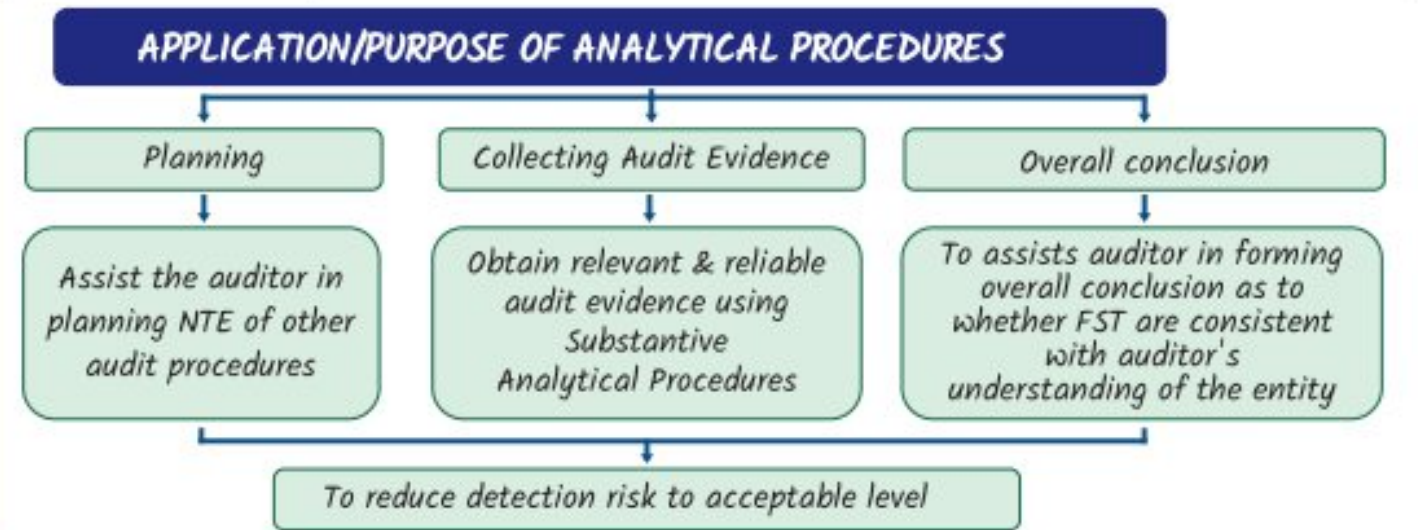 APPLICATION/PURPOSE OF ANALYTICAL PROCEDURES
Planning
Assist the auditor in
planning NTE of other
audit procedures
Collecting Audit Evidence
Obtain relevant & reliable
audit evidence using
Substantive
Analytical Procedures
Overall conclusion
To assists auditor in forming
overall conclusion as to
whether FST are consistent
with auditor's
understanding of the entity
To reduce detection risk to acceptable level